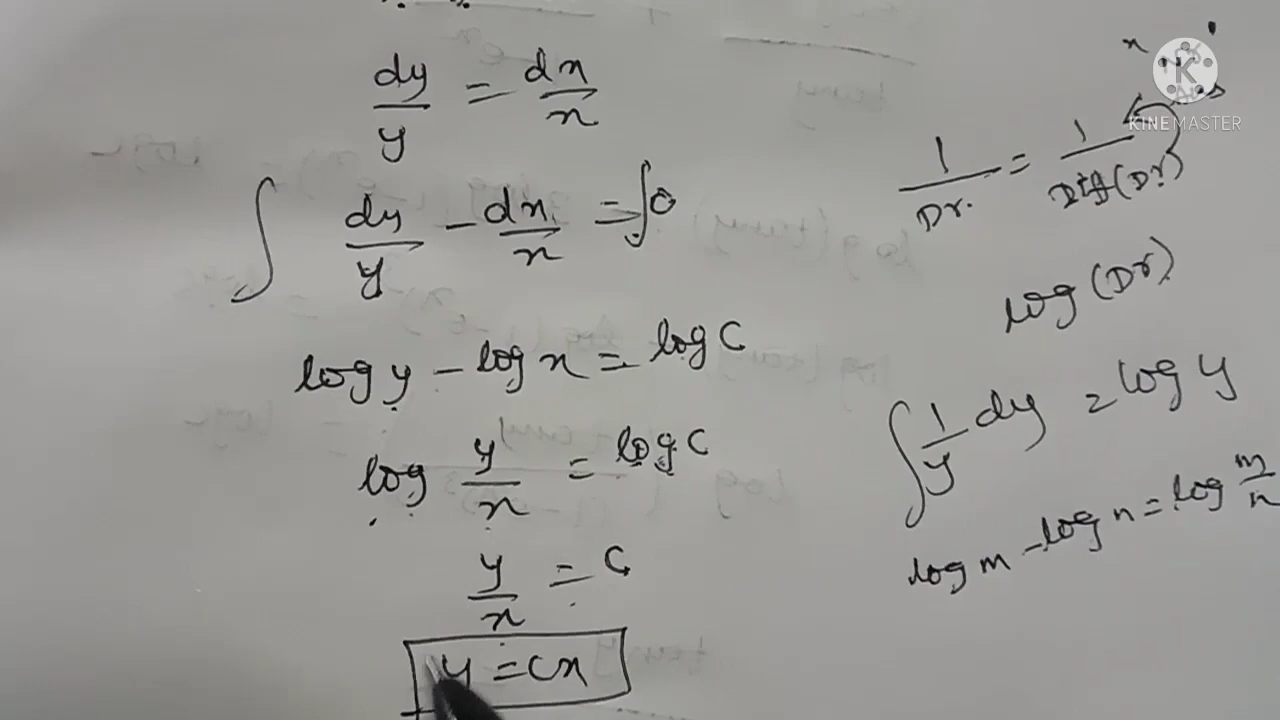 dy/y = dx/x
∫ dy/y - dx/x = ∫0
log y - log x = log C
log y/x = log C
y/x = C
y = Cx
1/Dr. = 1/Diff(Dr)
log (Dr)
∫ 1/y dy = log y
log m - log n = log m/n
KINEMASTER